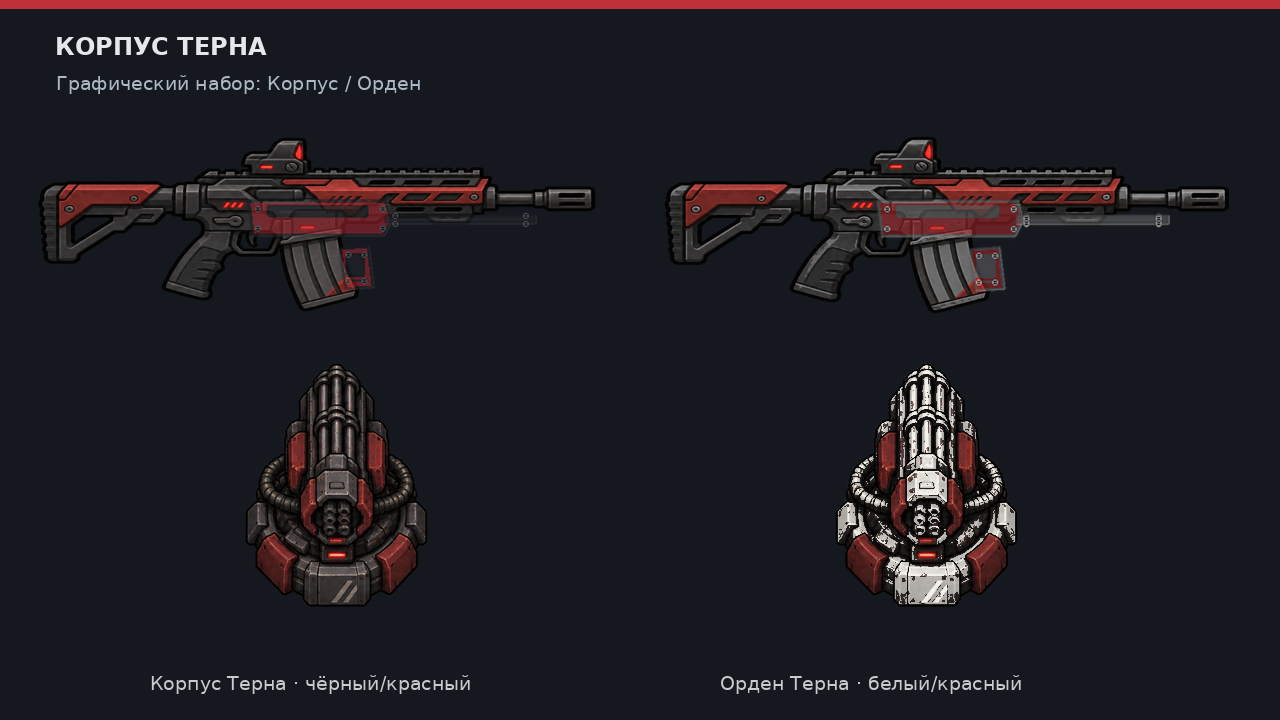 КОРПУС ТЕРНА
Графический набор: Корпус / Орден
Корпус Терна · чёрный/красный
Орден Терна · белый/красный